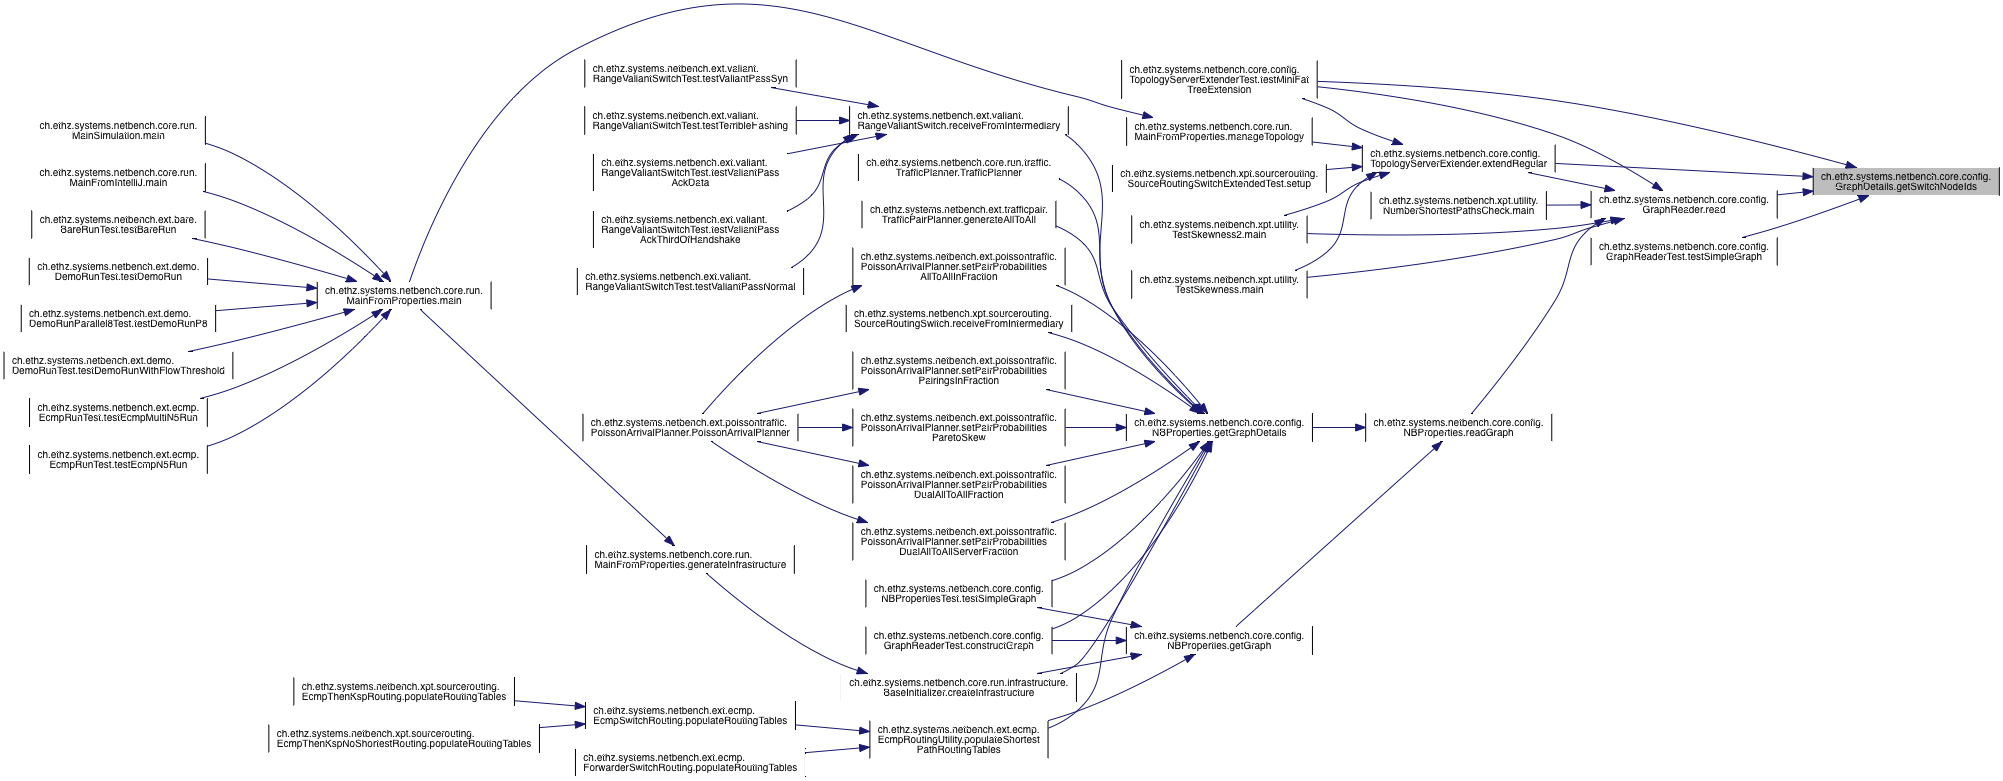 ch.ethz.systems.netbench.core.run.
MainSimulation.main
ch.ethz.systems.netbench.core.run.
MainFromIntelliJ.main
ch.ethz.systems.netbench.ext.bare.
BareRunTest.testBareRun
ch.ethz.systems.netbench.ext.demo.
DemoRunTest.testDemoRun
ch.ethz.systems.netbench.ext.demo.
DemoRunParallel8Test.testDemoRunP8
ch.ethz.systems.netbench.ext.demo.
DemoRunTest.testDemoRunWithFlowThreshold
ch.ethz.systems.netbench.ext.ecmp.
EcmpRunTest.testEcmpMultiN5Run
ch.ethz.systems.netbench.ext.ecmp.
EcmpRunTest.testEcmpN5Run
ch.ethz.systems.netbench.core.run.
MainFromProperties.main
ch.ethz.systems.netbench.xpt.sourcerouting.
EcmpThenKspRouting.populateRoutingTables
ch.ethz.systems.netbench.xpt.sourcerouting.
EcmpThenKspNoShortestRouting.populateRoutingTables
ch.ethz.systems.netbench.ext.valiant.
RangeValiantSwitchTest.testValiantPassSyn
ch.ethz.systems.netbench.ext.valiant.
RangeValiantSwitchTest.testTerribleHashing
ch.ethz.systems.netbench.ext.valiant.
RangeValiantSwitchTest.testValiantPass
AckData
ch.ethz.systems.netbench.ext.valiant.
RangeValiantSwitchTest.testValiantPass
AckThirdOfHandshake
ch.ethz.systems.netbench.ext.valiant.
RangeValiantSwitchTest.testValiantPassNormal
ch.ethz.systems.netbench.ext.poissontraffic.
PoissonArrivalPlanner.PoissonArrivalPlanner
ch.ethz.systems.netbench.core.run.
MainFromProperties.generateInfrastructure
ch.ethz.systems.netbench.ext.ecmp.
EcmpSwitchRouting.populateRoutingTables
ch.ethz.systems.netbench.ext.ecmp.
ForwarderSwitchRouting.populateRoutingTables
ch.ethz.systems.netbench.ext.valiant.
RangeValiantSwitch.receiveFromIntermediary
ch.ethz.systems.netbench.core.run.traffic.
TrafficPlanner.TrafficPlanner
ch.ethz.systems.netbench.ext.trafficpair.
TrafficPairPlanner.generateAllToAll
ch.ethz.systems.netbench.ext.poissontraffic.
PoissonArrivalPlanner.setPairProbabilities
AllToAllInFraction
ch.ethz.systems.netbench.xpt.sourcerouting.
SourceRoutingSwitch.receiveFromIntermediary
ch.ethz.systems.netbench.ext.poissontraffic.
PoissonArrivalPlanner.setPairProbabilities
PairingsInFraction
ch.ethz.systems.netbench.ext.poissontraffic.
PoissonArrivalPlanner.setPairProbabilities
ParetoSkew
ch.ethz.systems.netbench.ext.poissontraffic.
PoissonArrivalPlanner.setPairProbabilities
DualAllToAllFraction
ch.ethz.systems.netbench.ext.poissontraffic.
PoissonArrivalPlanner.setPairProbabilities
DualAllToAllServerFraction
ch.ethz.systems.netbench.core.config.
NBPropertiesTest.testSimpleGraph
ch.ethz.systems.netbench.core.config.
GraphReaderTest.constructGraph
ch.ethz.systems.netbench.core.run.infrastructure.
BaseInitializer.createInfrastructure
ch.ethz.systems.netbench.ext.ecmp.
EcmpRoutingUtility.populateShortest
PathRoutingTables
ch.ethz.systems.netbench.core.config.
TopologyServerExtenderTest.testMiniFat
TreeExtension
ch.ethz.systems.netbench.core.run.
MainFromProperties.manageTopology
ch.ethz.systems.netbench.xpt.sourcerouting.
SourceRoutingSwitchExtendedTest.setup
ch.ethz.systems.netbench.xpt.utility.
TestSkewness2.main
ch.ethz.systems.netbench.xpt.utility.
TestSkewness.main
ch.ethz.systems.netbench.core.config.
NBProperties.getGraphDetails
ch.ethz.systems.netbench.core.config.
NBProperties.getGraph
ch.ethz.systems.netbench.core.config.
TopologyServerExtender.extendRegular
ch.ethz.systems.netbench.xpt.utility.
NumberShortestPathsCheck.main
ch.ethz.systems.netbench.core.config.
NBProperties.readGraph
ch.ethz.systems.netbench.core.config.
GraphReader.read
ch.ethz.systems.netbench.core.config.
GraphReaderTest.testSimpleGraph
ch.ethz.systems.netbench.core.config.
GraphDetails.getSwitchNodeIds